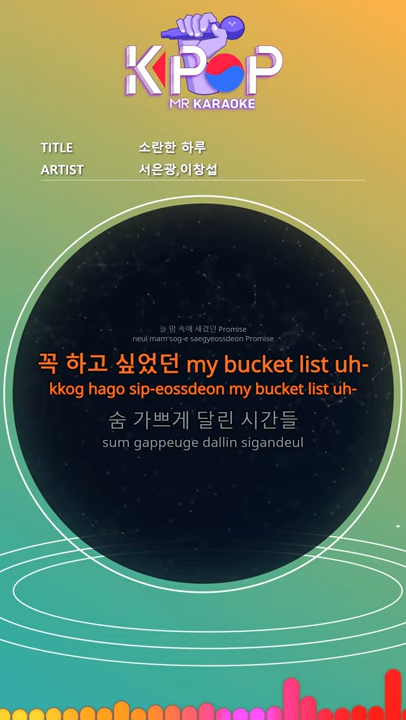 KPOP
MR KARAOKE
TITLE 소란한 하루
ARTIST 서은광,이창섭
늘 맘 속에 새겼던 Promise
neul mam sog-e saegyeossdeon Promise
꼭 하고 싶었던 my bucket list uh-
kkog hago sip-eossdeon my bucket list uh-
숨 가쁘게 달린 시간들
sum gappeuge dallin sigandeul